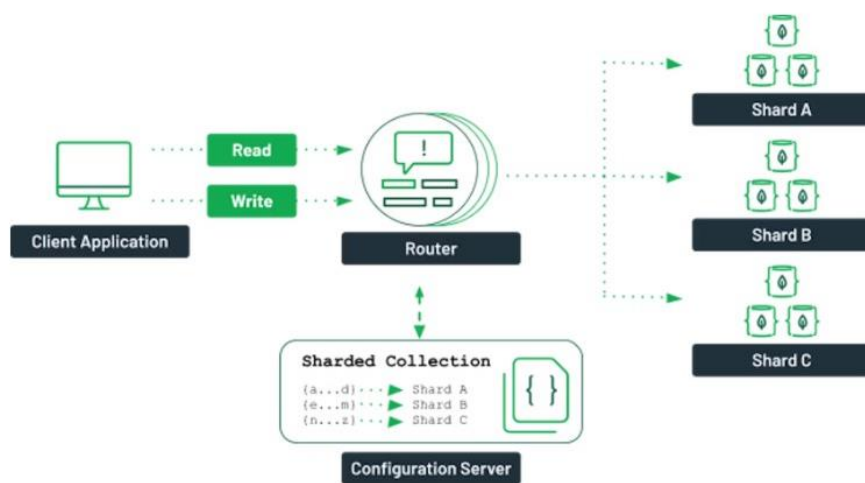 Shard A
Read
!
Write
Shard B
Client Application
Router
Sharded Collection
{a...d} Shard A
{e...m} Shard B
{n...z} Shard C
{ }
Shard C
Configuration Server